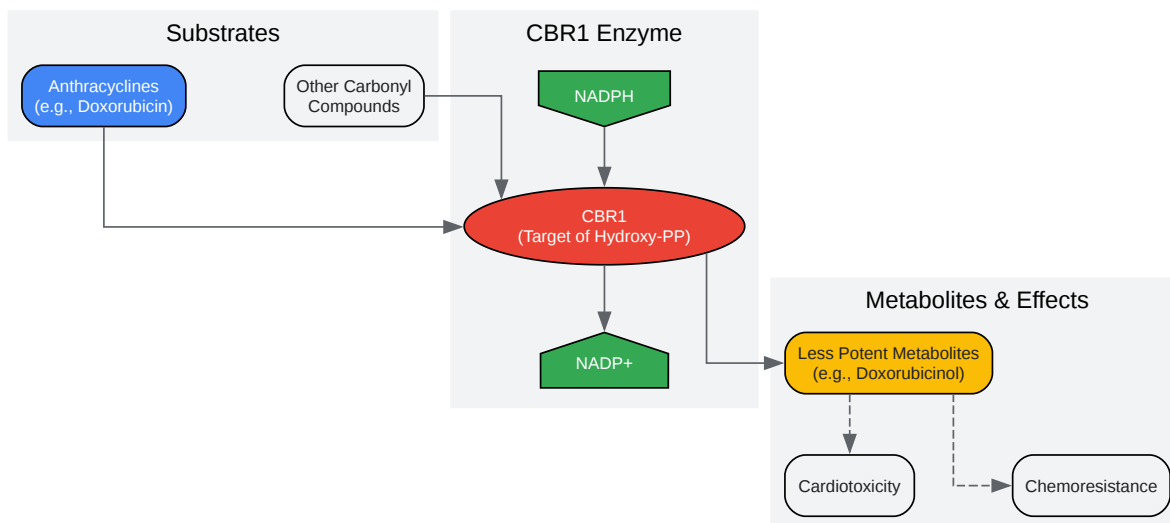 Substrates
Anthracyclines
(e.g., Doxorubicin)
Other Carbonyl
Compounds
CBR1 Enzyme
NADPH
CBR1
(Target of Hydroxy-PP)
NADP+
Metabolites & Effects
Less Potent Metabolites
(e.g., Doxorubicinol)
Cardiotoxicity
Chemoresistance